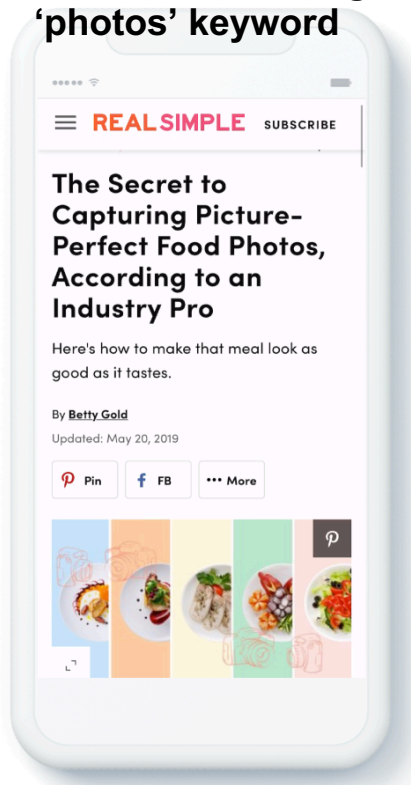 'photos' keyword
REAL SIMPLE SUBSCRIBE
The Secret to
Capturing Picture-
Perfect Food Photos,
According to an
Industry Pro
Here's how to make that meal look as
good as it tastes.
By Betty Gold
Updated: May 20, 2019
Pin FB ••• More